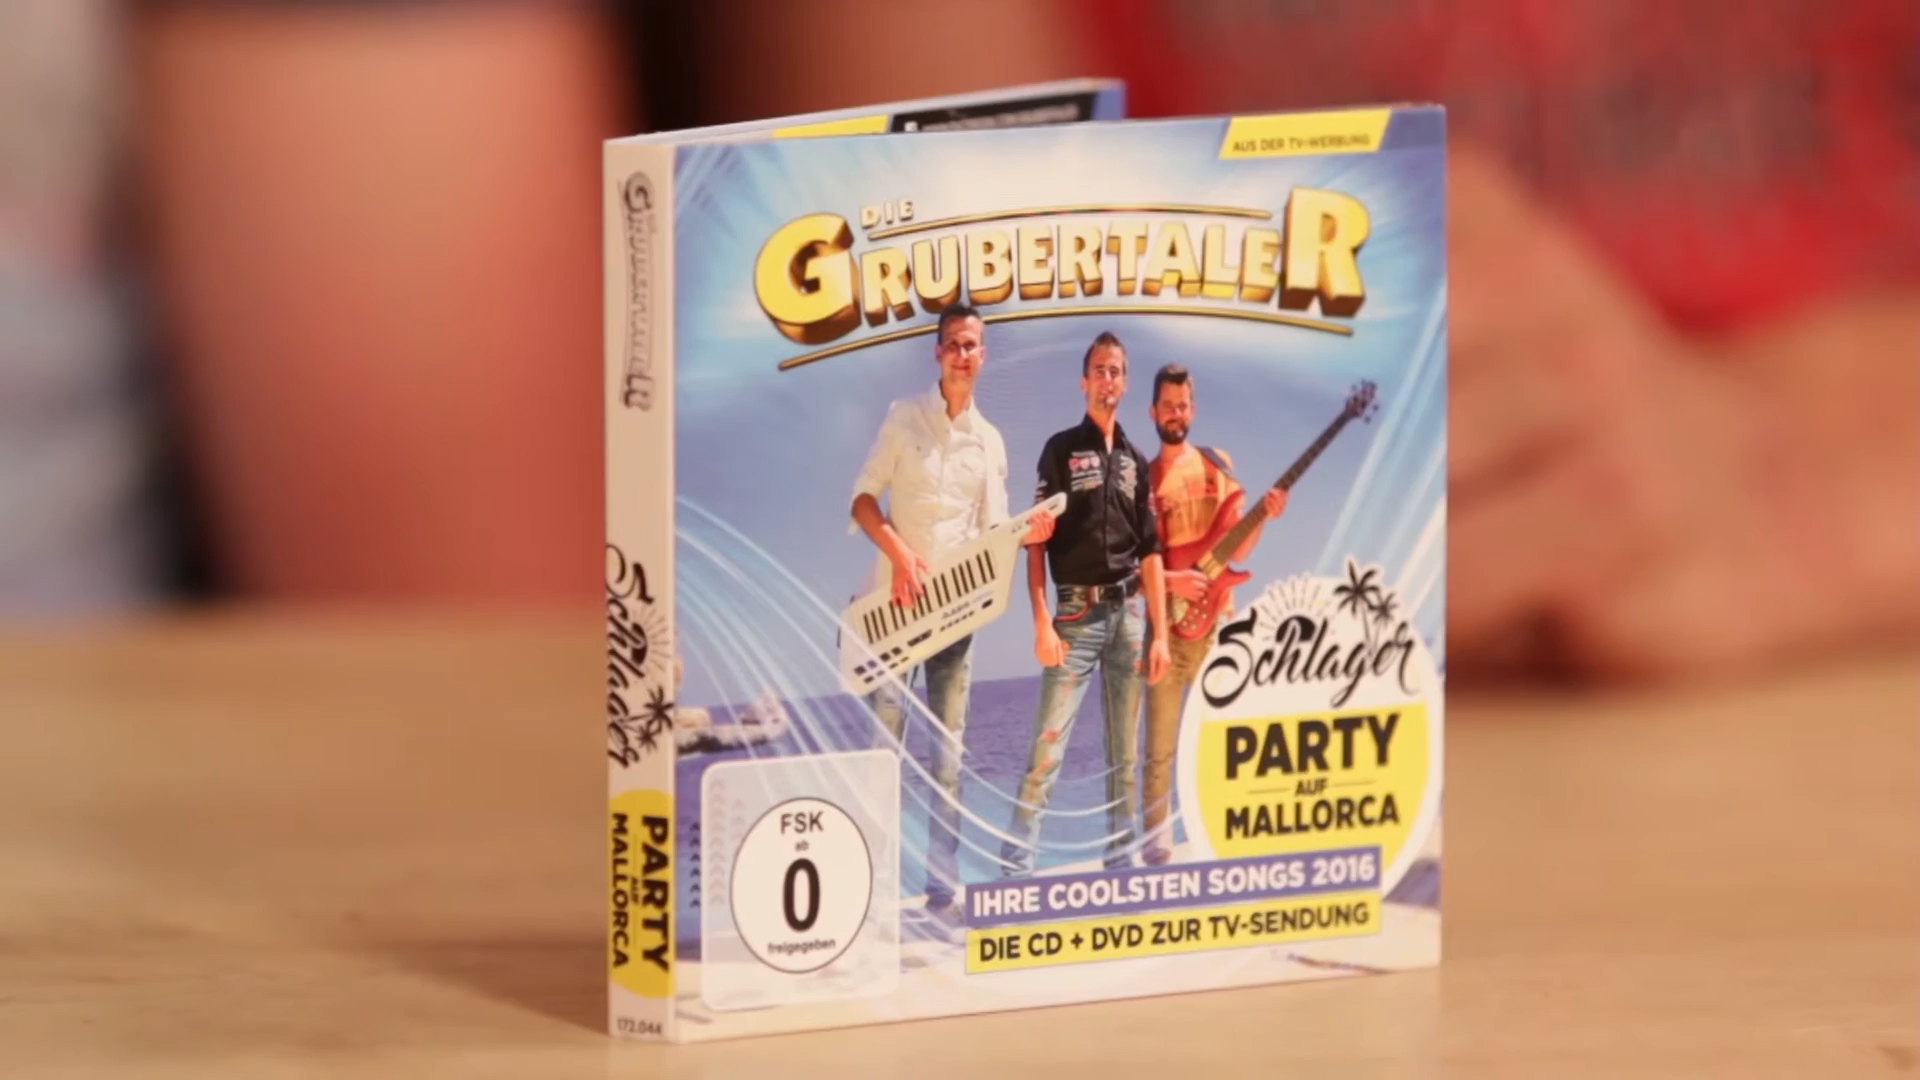 AUS DER TV-WERBUNG
DIE
GRUBERTALER
Schlager
PARTY
AUF
MALLORCA
IHRE COOLSTEN SONGS 2016
DIE CD + DVD ZUR TV-SENDUNG
FSK
ab
0
freigegeben
DIE
GRUBERTALER
Schlager
PARTY
AUF
MALLORCA
172.044